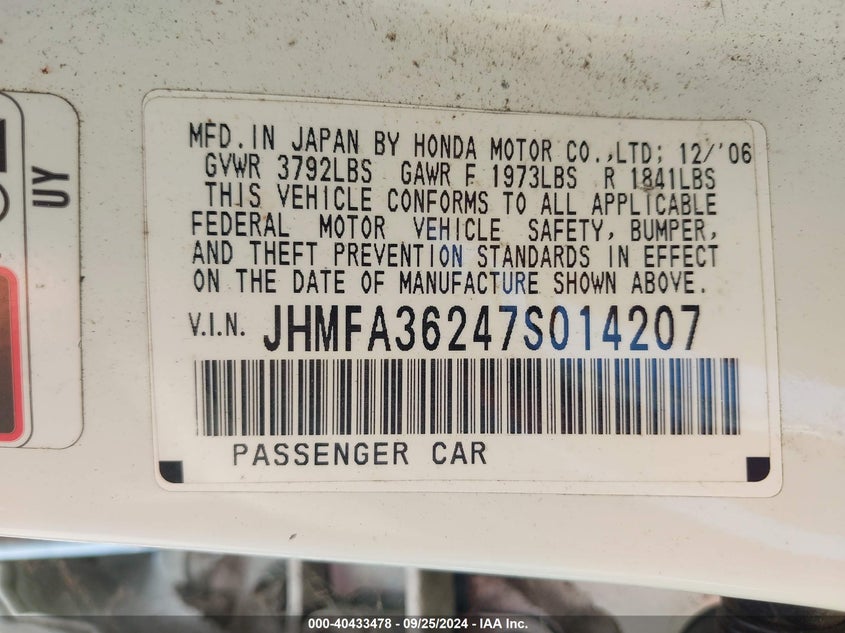 MFD. IN JAPAN BY HONDA MOTOR CO.,LTD; 12/'06
GVWR 3792LBS GAWR F 1973LBS R 1841LBS
THIS VEHICLE CONFORMS TO ALL APPLICABLE
FEDERAL MOTOR VEHICLE SAFETY, BUMPER,
AND THEFT PREVENTION STANDARDS IN EFFECT
ON THE DATE OF MANUFACTURE SHOWN ABOVE.
V.I.N. JHMFA36247S014207
PASSENGER CAR
UY
000-40433478 - 09/25/2024 - IAA Inc.